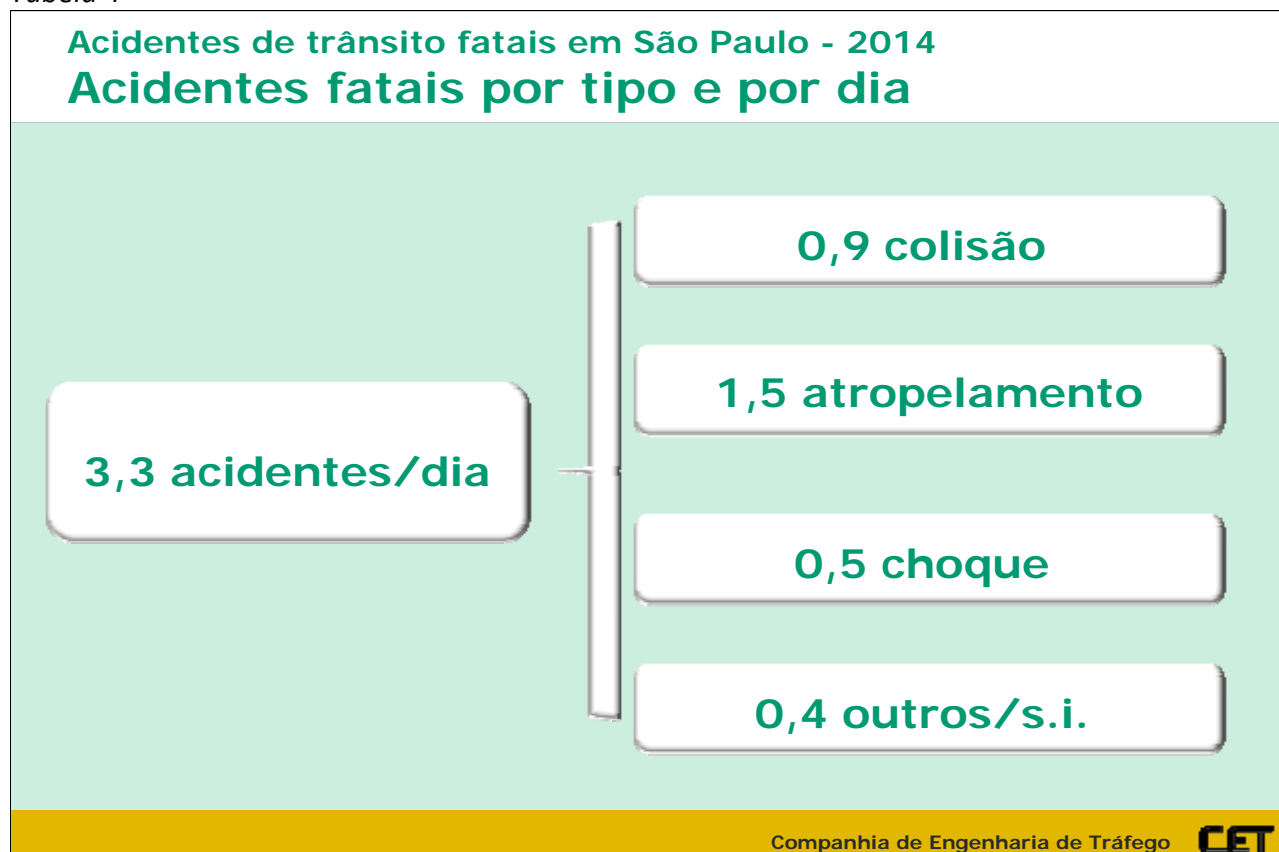 Acidentes de trânsito fatais em São Paulo - 2014
Acidentes fatais por tipo e por dia
0,9 colisão
1,5 atropelamento
3,3 acidentes/dia
0,5 choque
0,4 outros/s.i.
Companhia de Engenharia de Tráfego CET